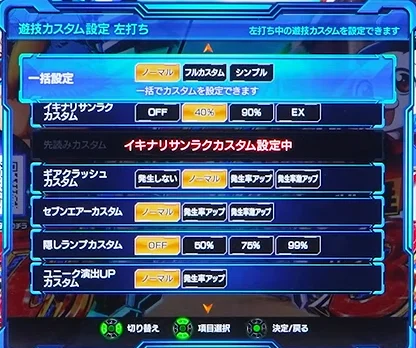 遊技カスタム設定 左打ち
左打ち中の遊技カスタムを設定できます
一括設定 ノーマル フルカスタム シンプル
一括でカスタムを設定できます
イキナリサンラク
カスタム OFF 40% 90% EX
先読みカスタム イキナリサンラクカスタム設定中
ギアクラッシュ
カスタム 発生しない ノーマル 発生率アップ 発生率激アップ
セブンエアーカスタム ノーマル 発生率アップ 発生率激アップ
隠しランプカスタム OFF 50% 75% 99%
ユニーク演出UP
カスタム ノーマル 発生率アップ
切り替え 項目選択 決定/戻る